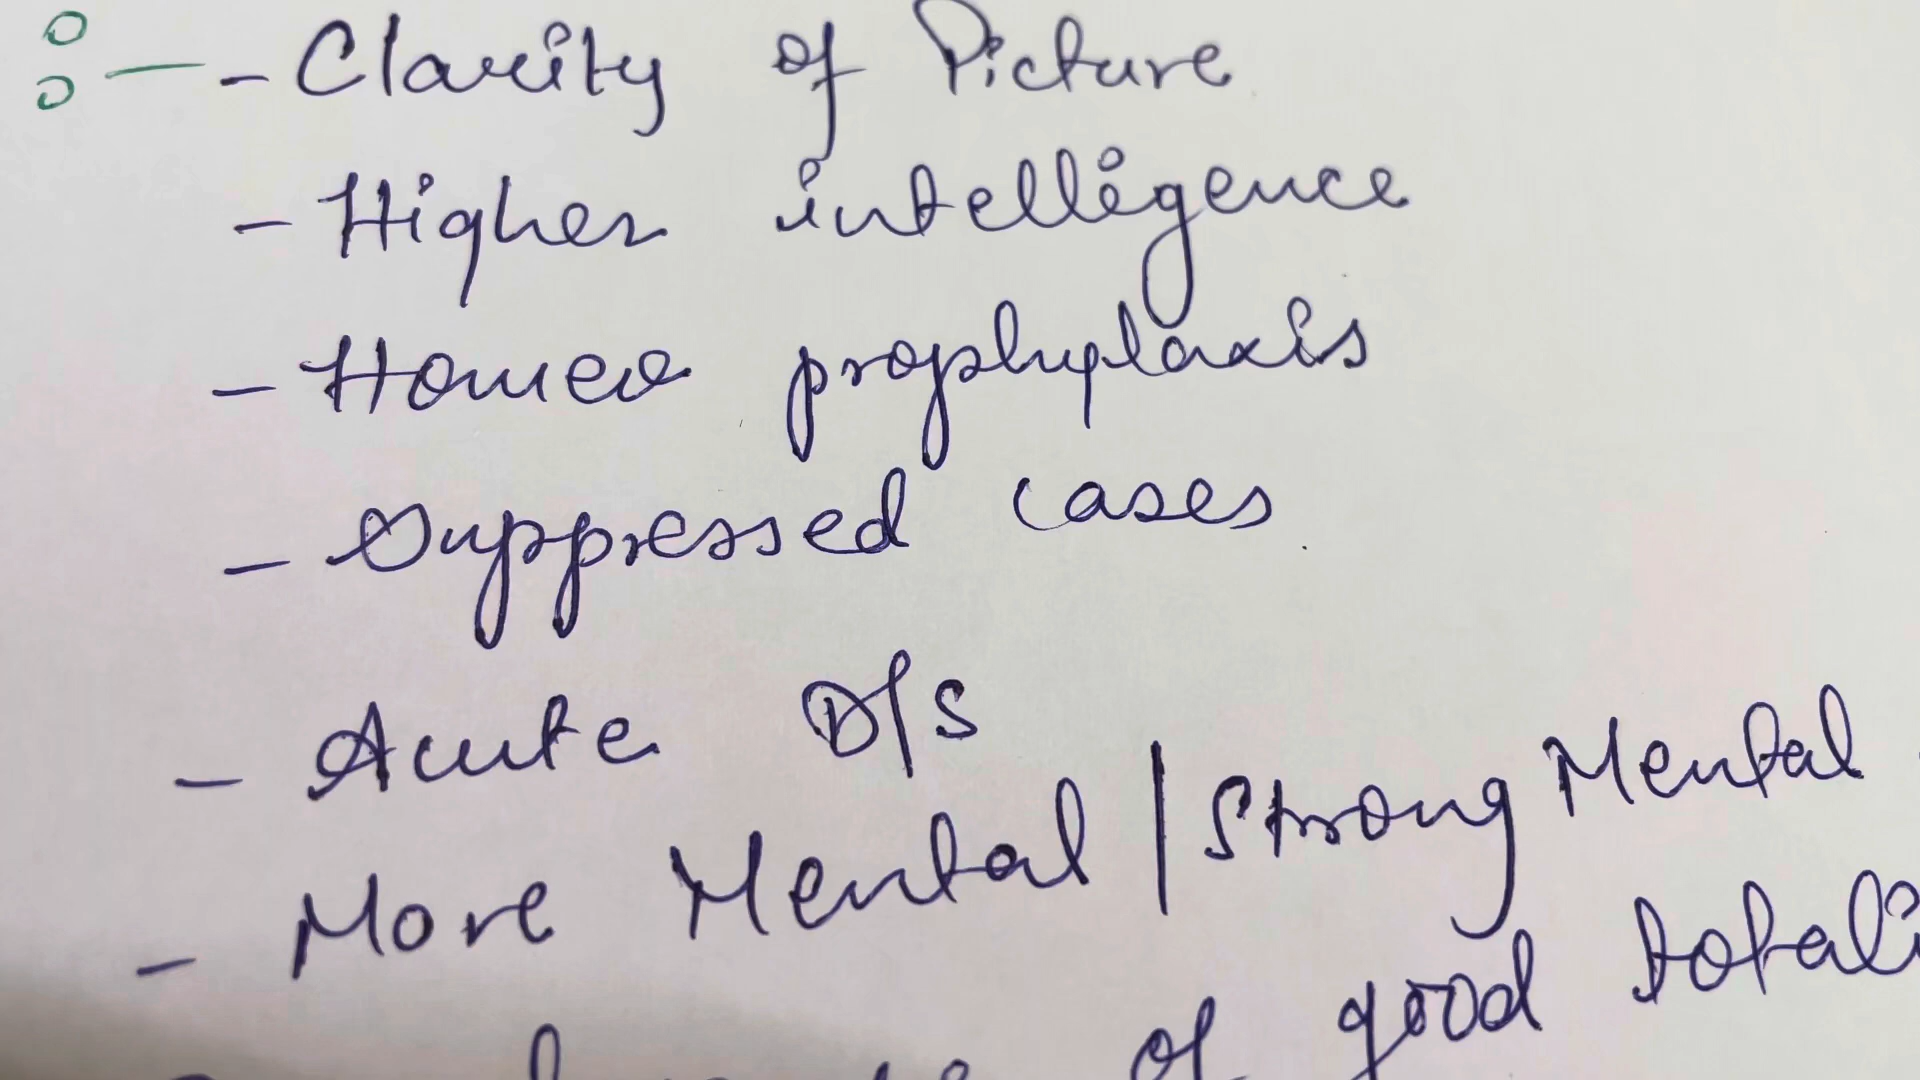 - Clarity of Picture
- Higher intelligence
- Homeo prophylaxis
- Suppressed cases.
- Acute D/S
- More Mental / Strong Mental
of good